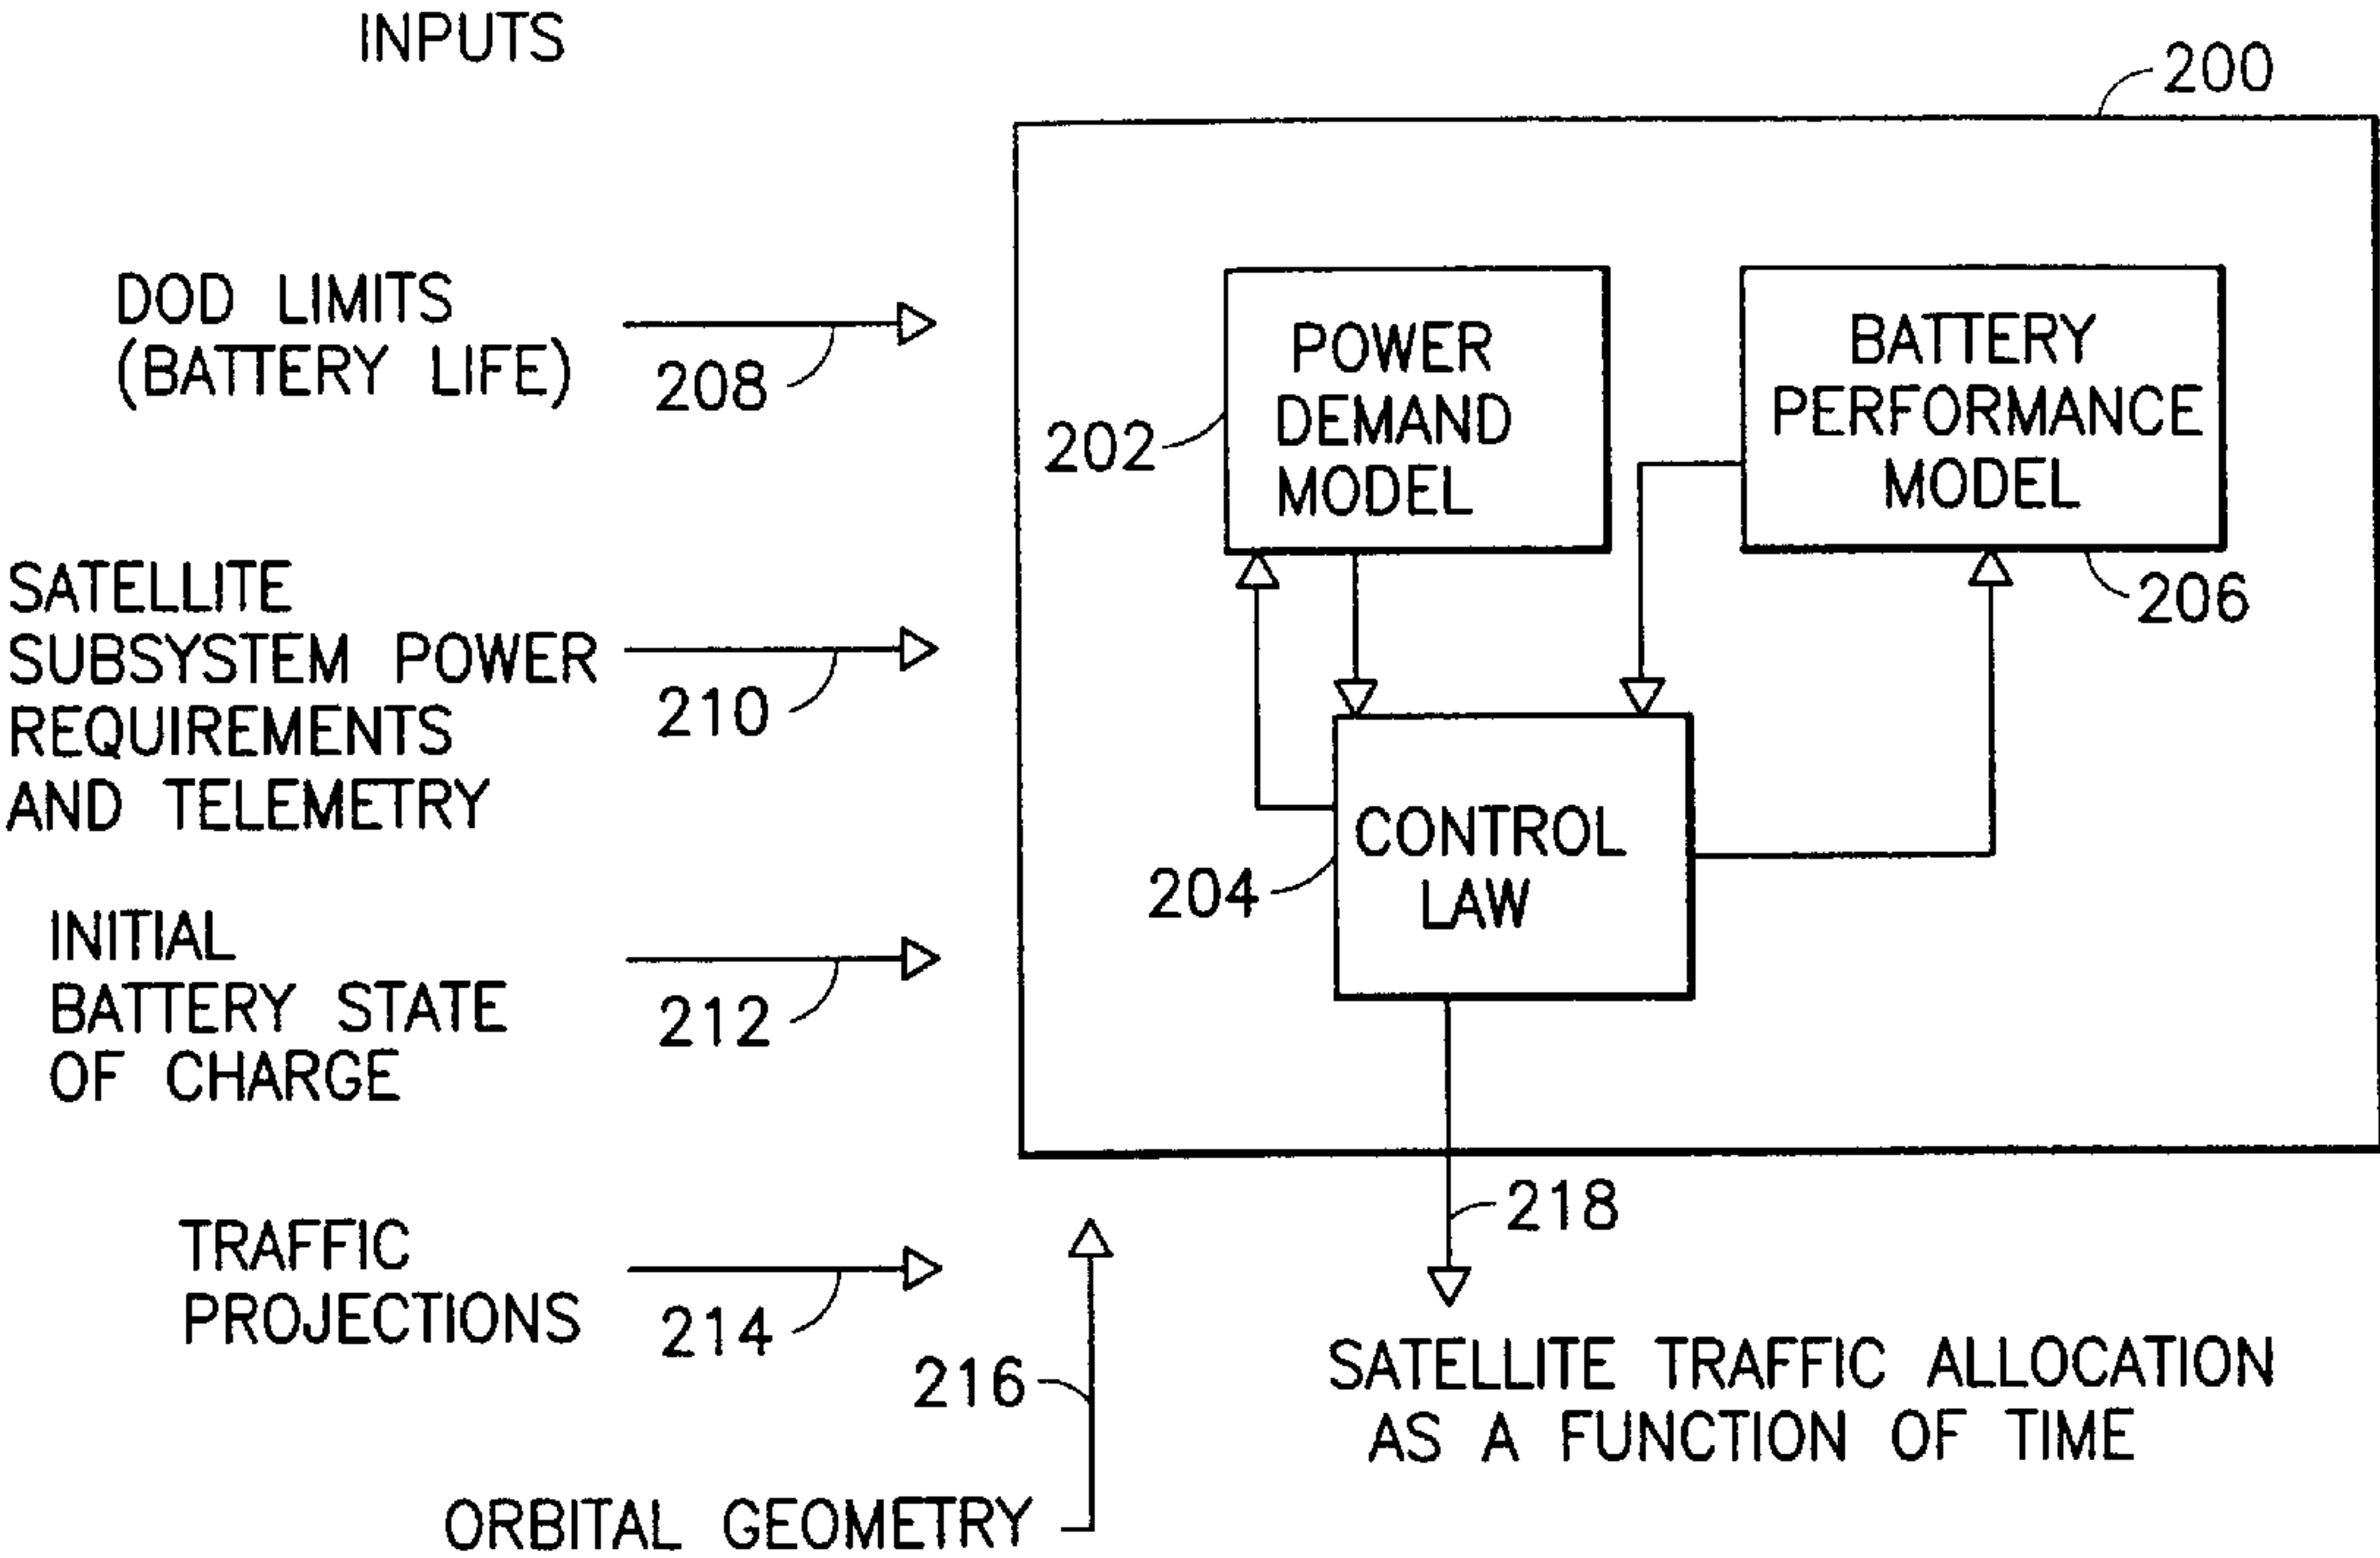 INPUTS
200
DOD LIMITS
(BATTERY LIFE)
208
202
POWER
DEMAND
MODEL
BATTERY
PERFORMANCE
MODEL
206
SATELLITE
SUBSYSTEM POWER
REQUIREMENTS
AND TELEMETRY
210
204
CONTROL
LAW
INITIAL
BATTERY STATE
OF CHARGE
212
TRAFFIC
PROJECTIONS
214
216
ORBITAL GEOMETRY
218
SATELLITE TRAFFIC ALLOCATION
AS A FUNCTION OF TIME